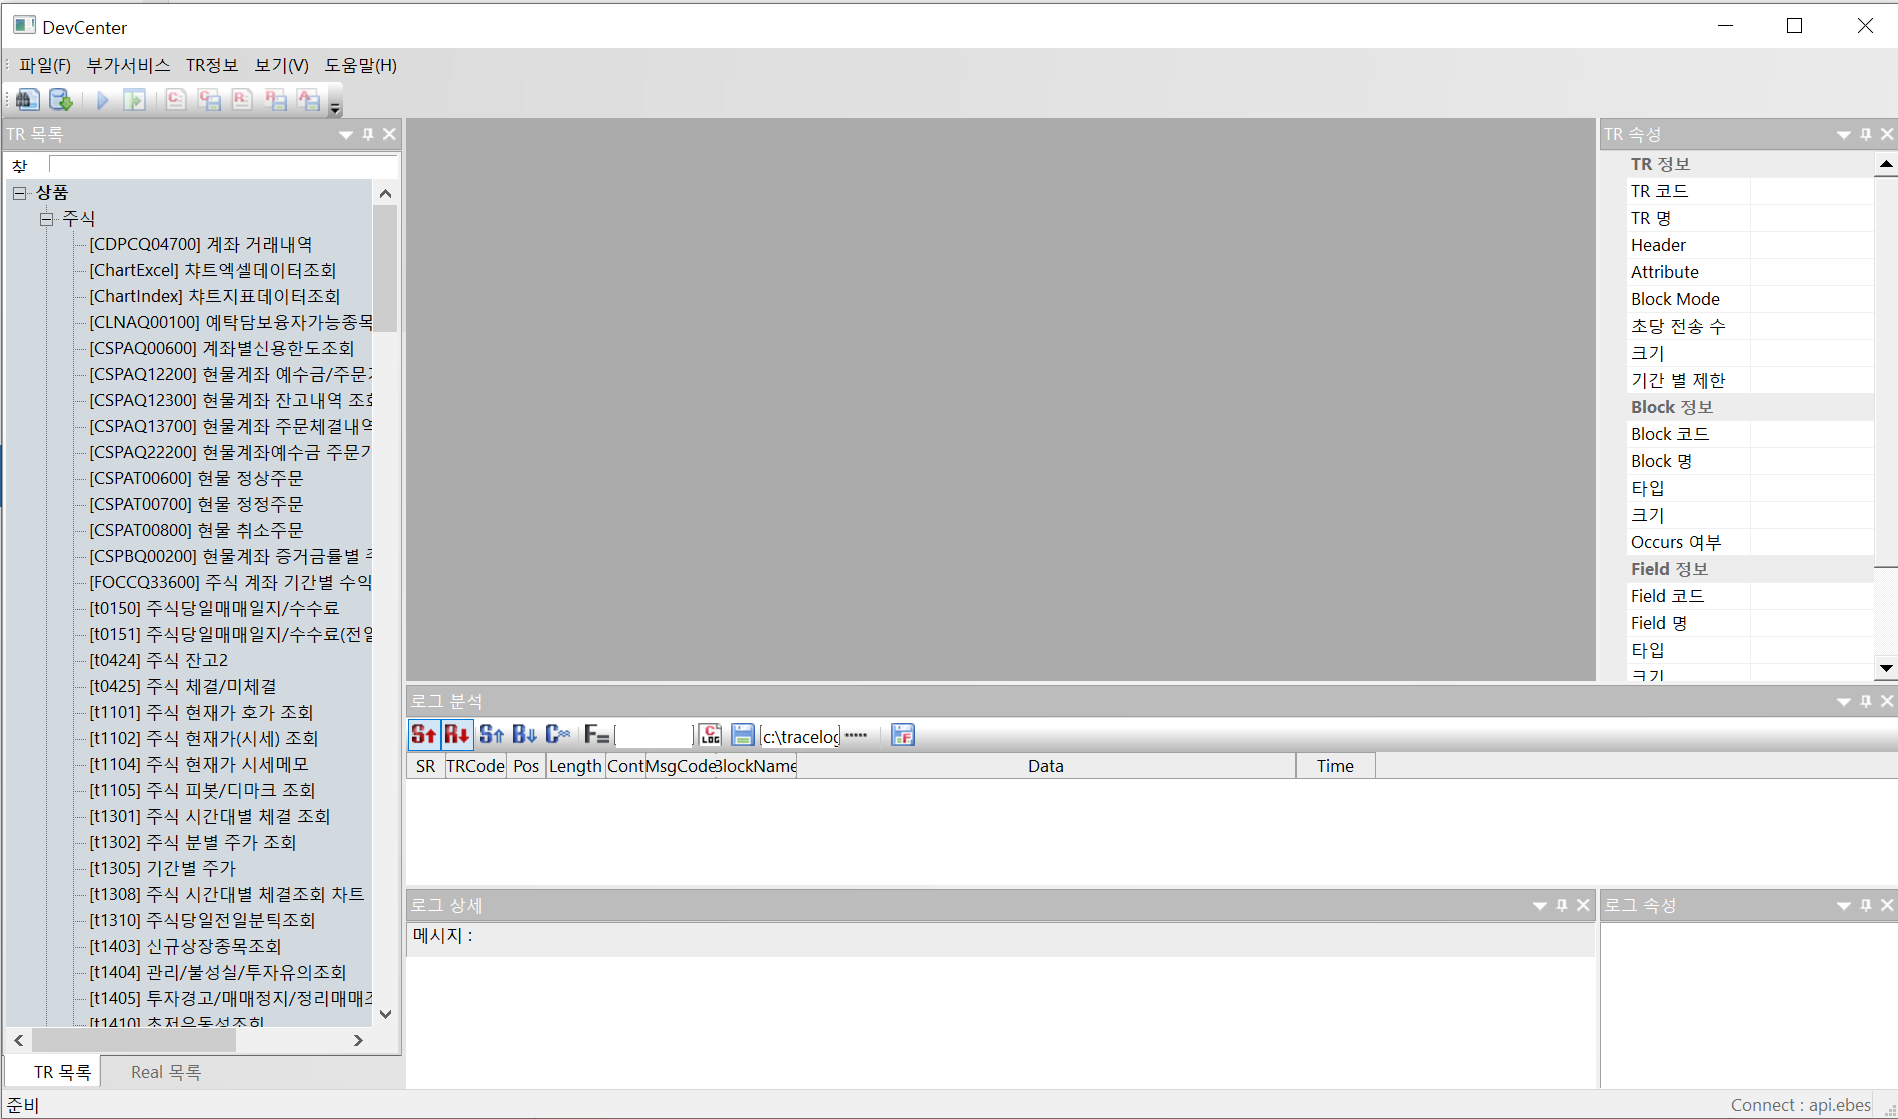 DevCenter
파일(F) 부가서비스 TR정보 보기(V) 도움말(H)
TR 목록
찾
상품
주식
[CDPCQ04700] 계좌 거래내역
[ChartExcel] 챠트엑셀데이터조회
[ChartIndex] 챠트지표데이터조회
[CLNAQ00100] 예탁담보융자가능종목
[CSPAQ00600] 계좌별신용한도조회
[CSPAQ12200] 현물계좌 예수금/주문
[CSPAQ12300] 현물계좌 잔고내역 조회
[CSPAQ13700] 현물계좌 주문체결내역
[CSPAQ22200] 현물계좌예수금 주문가
[CSPAT00600] 현물 정상주문
[CSPAT00700] 현물 정정주문
[CSPAT00800] 현물 취소주문
[CSPBQ00200] 현물계좌 증거금률별 주
[FOCCQ33600] 주식 계좌 기간별 수익
[t0150] 주식당일매매일지/수수료
[t0151] 주식당일매매일지/수수료(전일
[t0424] 주식 잔고2
[t0425] 주식 체결/미체결
[t1101] 주식 현재가 호가 조회
[t1102] 주식 현재가(시세) 조회
[t1104] 주식 현재가 시세메모
[t1105] 주식 피봇/디마크 조회
[t1301] 주식 시간대별 체결 조회
[t1302] 주식 분별 주가 조회
[t1305] 기간별 주가
[t1308] 주식 시간대별 체결조회 차트
[t1310] 주식당일전일분틱조회
[t1403] 신규상장종목조회
[t1404] 관리/불성실/투자유의조회
[t1405] 투자경고/매매정지/정리매매조
[t1410] 초저유동성조회
TR 목록 Real 목록
TR 속성
TR 정보
TR 코드
TR 명
Header
Attribute
Block Mode
초당 전송 수
크기
기간 별 제한
Block 정보
Block 코드
Block 명
타입
크기
Occurs 여부
Field 정보
Field 코드
Field 명
타입
크기
로그 분석
S R S B C F= C LOG c:\tracelog F
SR TRCode Pos Length Cont MsgCode BlockName Data Time
로그 상세
메시지 :
로그 속성
준비
Connect : api.ebes